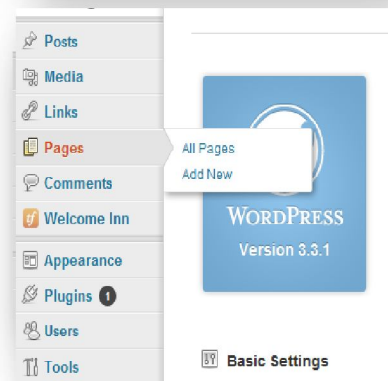 Posts
Media
Links
Pages
All Pages
Add New
Comments
tf Welcome Inn
Appearance
Plugins 1
Users
Tools
WORDPRESS
Version 3.3.1
Basic Settings